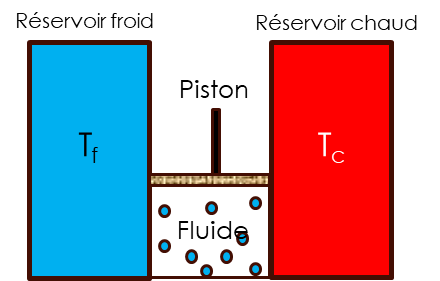 Réservoir froid
Réservoir chaud
Piston
Tf
Tc
Fluide